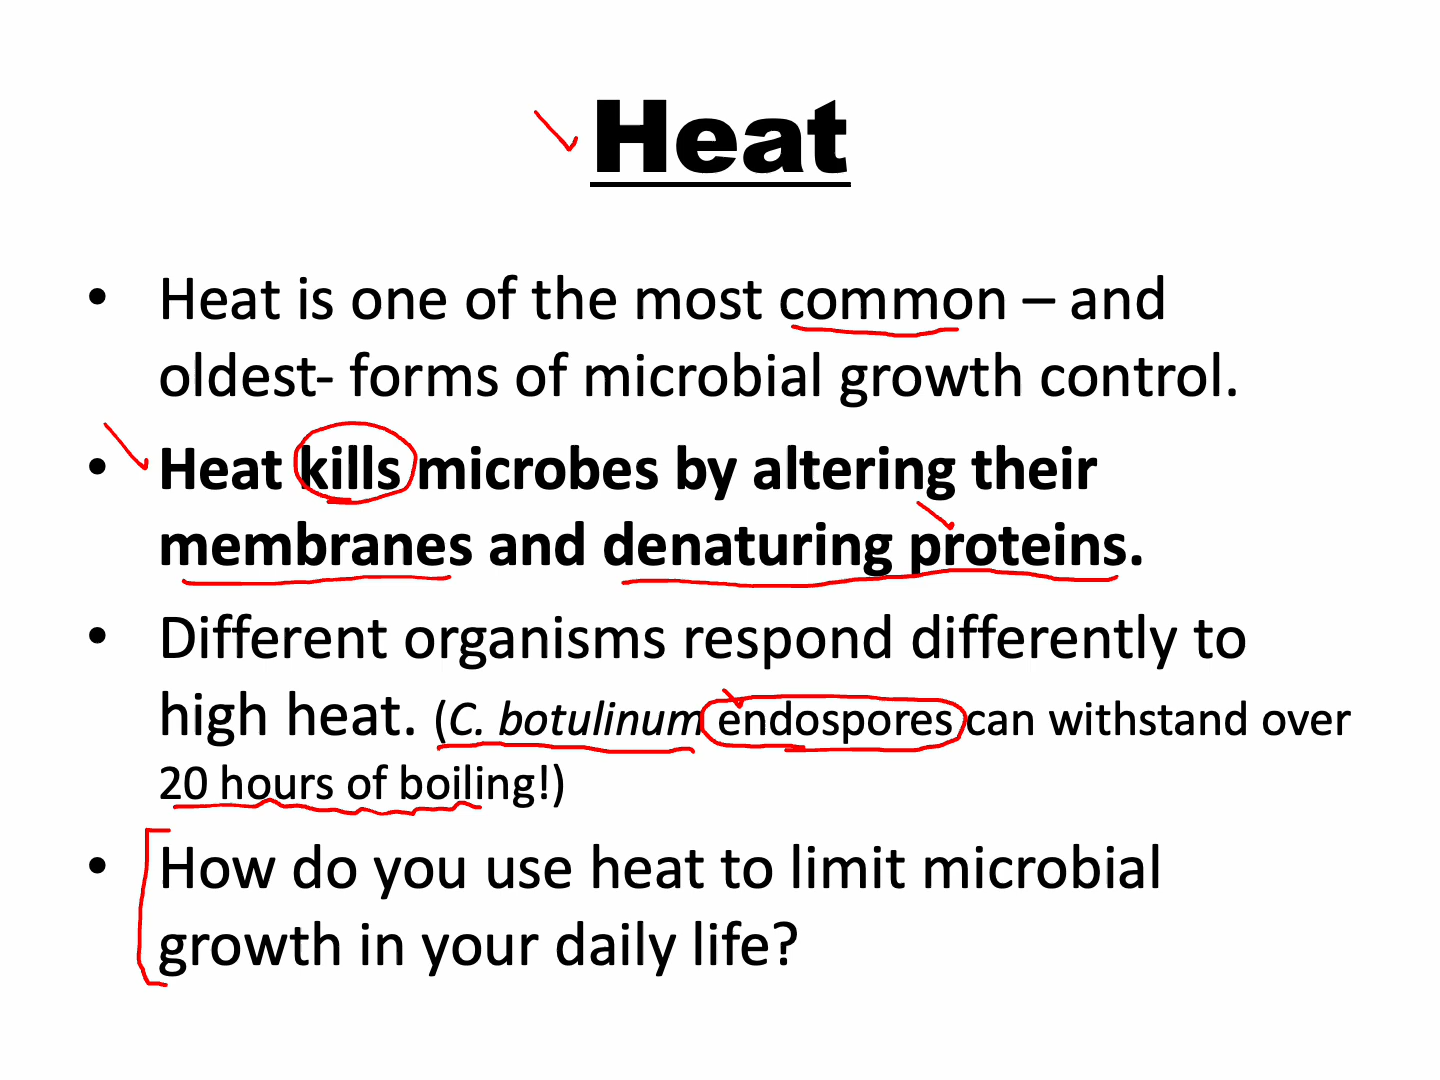 Heat
• Heat is one of the most common – and
oldest- forms of microbial growth control.
• Heat kills microbes by altering their
membranes and denaturing proteins.
• Different organisms respond differently to
high heat. (C. botulinum endospores can withstand over
20 hours of boiling!)
• How do you use heat to limit microbial
growth in your daily life?